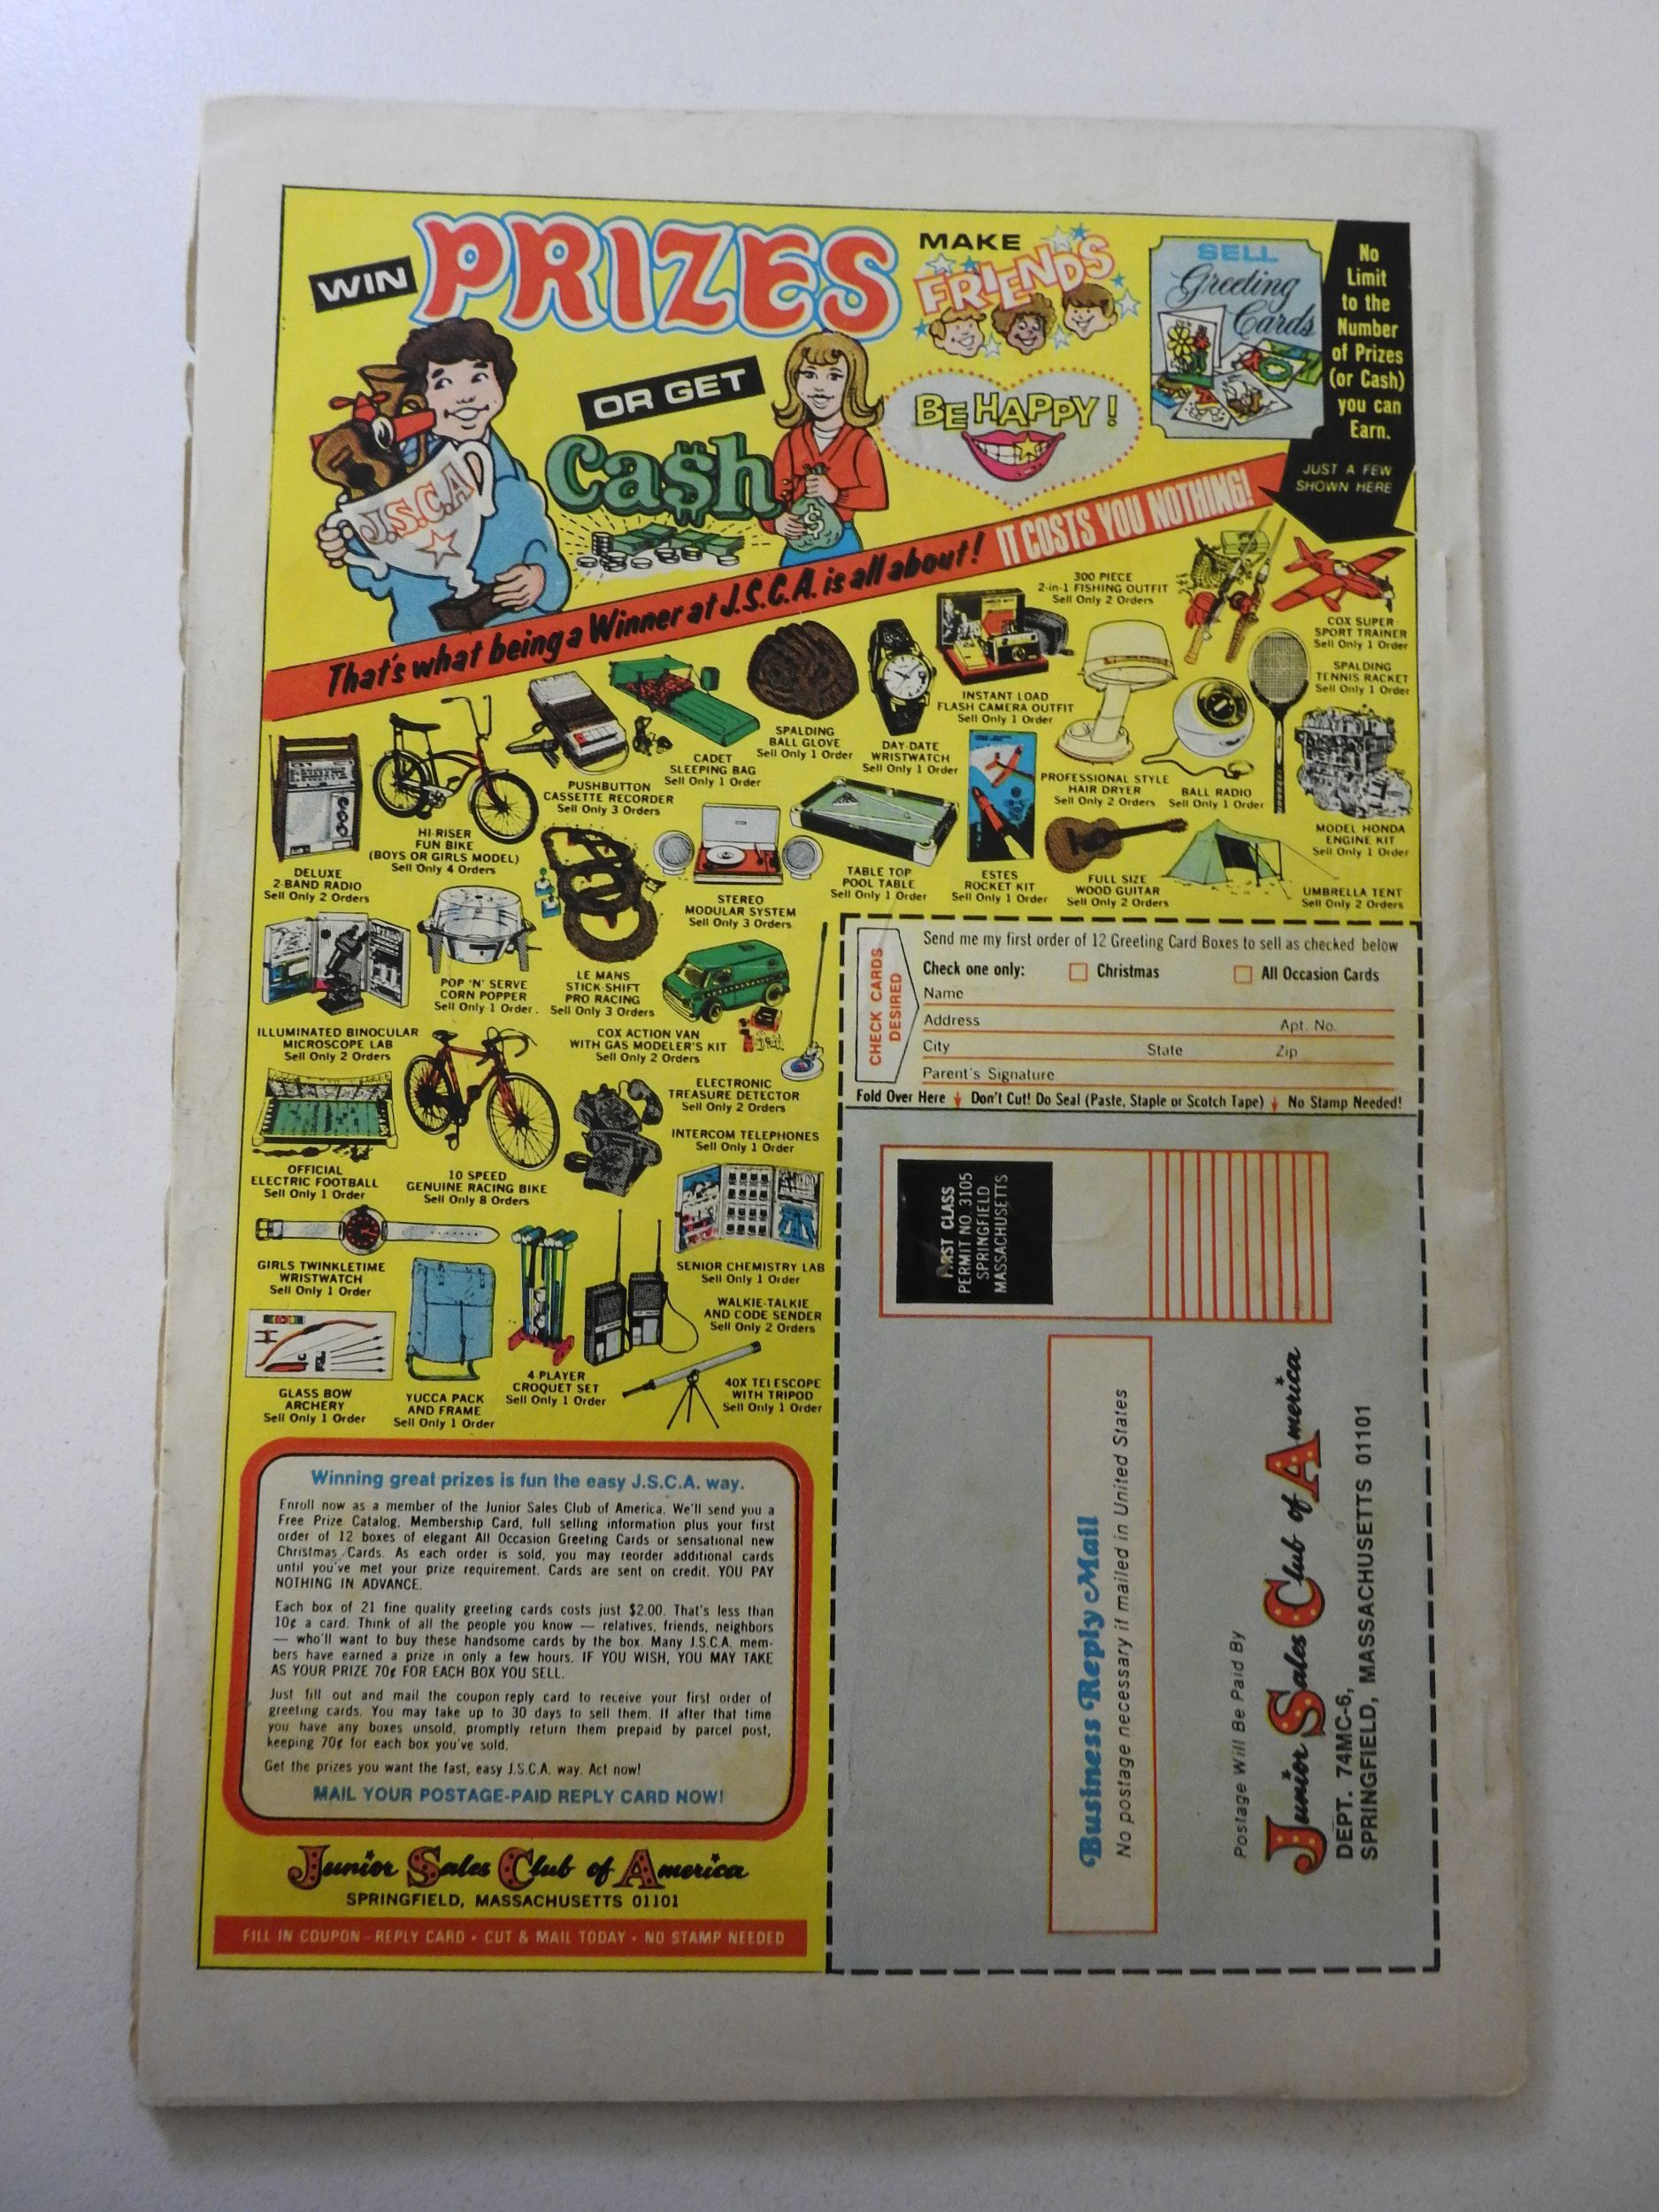 WIN PRIZES
OR GET
Ca$h
MAKE
FRIENDS
BE HAPPY!
SELL
Greeting
Cards
No
Limit
to the
Number
of Prizes
(or Cash)
you can
Earn.
JUST A FEW
SHOWN HERE
J.S.C.A
$
That's what being a Winner at J.S.C.A. is all about! IT COSTS YOU NOTHING!
300 PIECE
2-in-1 FISHING OUTFIT
Sell Only 2 Orders
COX SUPER-
SPORT TRAINER
Sell Only 1 Order
SPALDING
TENNIS RACKET
Sell Only 1 Order
INSTANT LOAD
FLASH CAMERA OUTFIT
Sell Only 1 Order
SPALDING
BALL GLOVE
Sell Only 1 Order
DAY-DATE
WRISTWATCH
Sell Only 1 Order
CADET
SLEEPING BAG
Sell Only 1 Order
PUSHBUTTON
CASSETTE RECORDER
Sell Only 3 Orders
PROFESSIONAL STYLE
HAIR DRYER
Sell Only 2 Orders
BALL RADIO
Sell Only 1 Order
MODEL HONDA
ENGINE KIT
Sell Only 1 Order
HI-RISER
FUN BIKE
(BOYS OR GIRLS MODEL)
Sell Only 4 Orders
DELUXE
2-BAND RADIO
Sell Only 2 Orders
STEREO
MODULAR SYSTEM
Sell Only 3 Orders
TABLE TOP
POOL TABLE
Sell Only 1 Order
ESTES
ROCKET KIT
Sell Only 1 Order
FULL SIZE
WOOD GUITAR
Sell Only 2 Orders
UMBRELLA TENT
Sell Only 2 Orders
POP 'N' SERVE
CORN POPPER
Sell Only 1 Order.
LE MANS
STICK-SHIFT
PRO RACING
Sell Only 3 Orders
ILLUMINATED BINOCULAR
MICROSCOPE LAB
Sell Only 2 Orders
COX ACTION VAN
WITH GAS MODELER'S KIT
Sell Only 2 Orders
ELECTRONIC
TREASURE DETECTOR
Sell Only 2 Orders
INTERCOM TELEPHONES
Sell Only 1 Order
OFFICIAL
ELECTRIC FOOTBALL
Sell Only 1 Order
10 SPEED
GENUINE RACING BIKE
Sell Only 8 Orders
GIRLS TWINKLETIME
WRISTWATCH
Sell Only 1 Order
SENIOR CHEMISTRY LAB
Sell Only 1 Order
WALKIE-TALKIE
AND CODE SENDER
Sell Only 2 Orders
4 PLAYER
CROQUET SET
Sell Only 1 Order
40X TELESCOPE
WITH TRIPOD
Sell Only 1 Order
GLASS BOW
ARCHERY
Sell Only 1 Order
YUCCA PACK
AND FRAME
Sell Only 1 Order
Winning great prizes is fun the easy J.S.C.A. way.
Enroll now as a member of the Junior Sales Club of America. We'll send you a
Free Prize Catalog, Membership Card, full selling information plus your first
order of 12 boxes of elegant All Occasion Greeting Cards or sensational new
Christmas Cards. As each order is sold, you may reorder additional cards
until you've met your prize requirement. Cards are sent on credit. YOU PAY
NOTHING IN ADVANCE.
Each box of 21 fine quality greeting cards costs just $2.00. That's less than
10¢ a card. Think of all the people you know — relatives, friends, neighbors
— who'll want to buy these handsome cards by the box. Many J.S.C.A. mem-
bers have earned a prize in only a few hours. IF YOU WISH, YOU MAY TAKE
AS YOUR PRIZE 70¢ FOR EACH BOX YOU SELL.
Just fill out and mail the coupon reply card to receive your first order of
greeting cards. You may take up to 30 days to sell them. If after that time
you have any boxes unsold, promptly return them prepaid by parcel post,
keeping 70¢ for each box you've sold.
Get the prizes you want the fast, easy J.S.C.A. way. Act now!
MAIL YOUR POSTAGE-PAID REPLY CARD NOW!
Junior Sales Club of America
SPRINGFIELD, MASSACHUSETTS 01101
FILL IN COUPON - REPLY CARD • CUT & MAIL TODAY • NO STAMP NEEDED
CHECK CARDS
DESIRED
Send me my first order of 12 Greeting Card Boxes to sell as checked below
Check one only: Christmas All Occasion Cards
Name
Address Apt. No.
City State Zip
Parent's Signature
Fold Over Here Don't Cut! Do Seal (Paste, Staple or Scotch Tape) No Stamp Needed!
FIRST CLASS
PERMIT NO. 3105
SPRINGFIELD
MASSACHUSETTS
Business Reply Mail
No postage necessary if mailed in United States
Postage Will Be Paid By
Junior Sales Club of America
DEPT. 74MC-6,
SPRINGFIELD, MASSACHUSETTS 01101